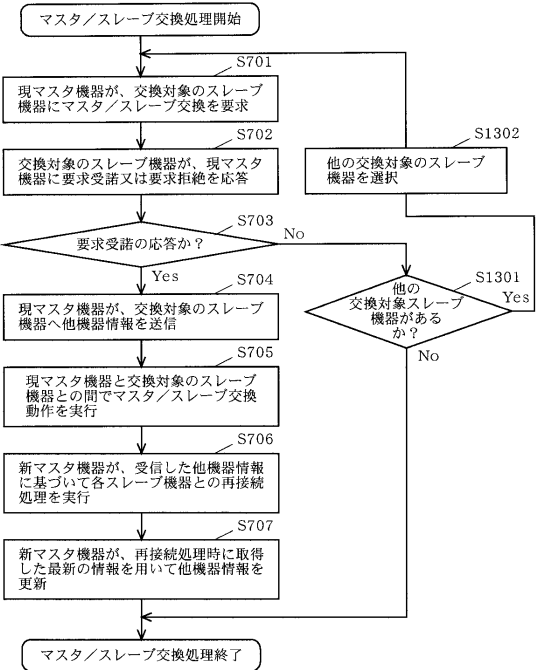 マスタ／スレーブ交換処理開始
S701
現マスタ機器が、交換対象のスレーブ
機器にマスタ／スレーブ交換を要求
S702
交換対象のスレーブ機器が、現マスタ
機器に要求受諾又は要求拒絶を応答
S1302
他の交換対象のスレーブ
機器を選択
S703
要求受諾の応答か？
No
Yes
S704
現マスタ機器が、交換対象のスレーブ
機器へ他機器情報を送信
S1301
他の
交換対象スレーブ
機器がある
か？
Yes
No
S705
現マスタ機器と交換対象のスレーブ
機器との間でマスタ／スレーブ交換
動作を実行
S706
新マスタ機器が、受信した他機器情報
に基づいて各スレーブ機器との再接続
処理を実行
S707
新マスタ機器が、再接続処理時に取得
した最新の情報を用いて他機器情報を
更新
マスタ／スレーブ交換処理終了